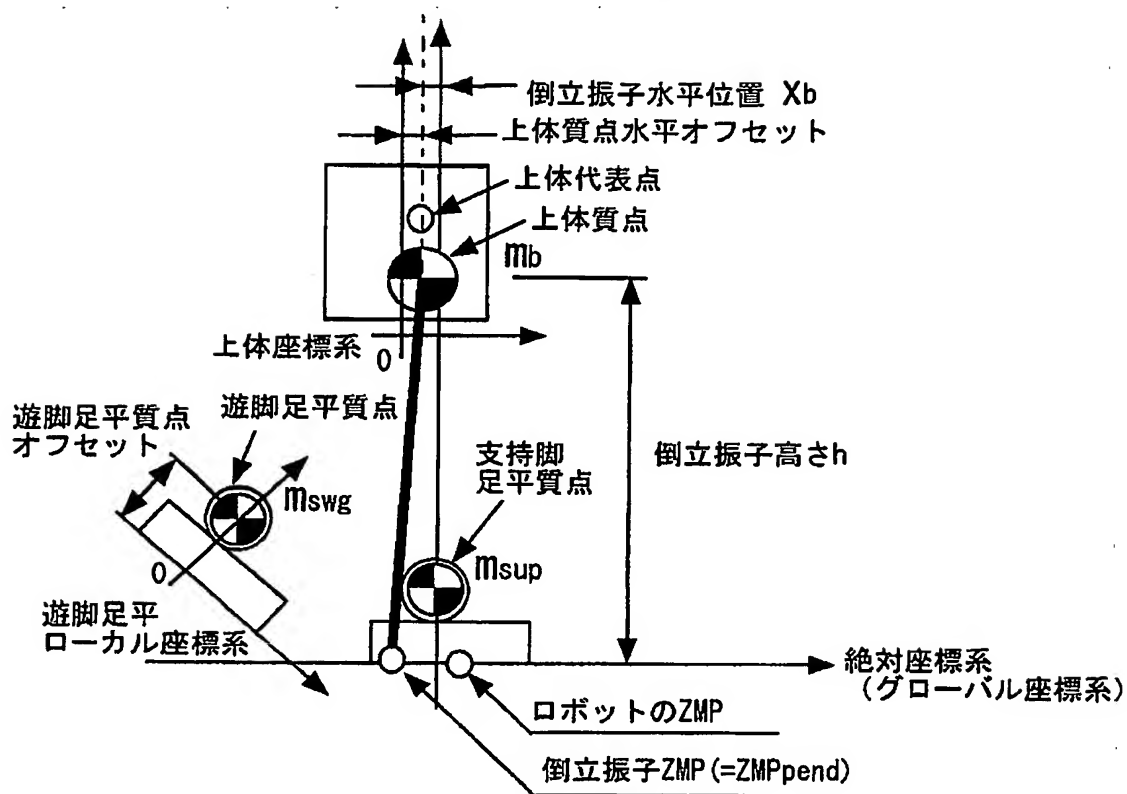 倒立振子水平位置 Xb
上体質点水平オフセット
上体代表点
上体質点
mb
上体座標系
0
遊脚足平質点
オフセット
遊脚足平質点
mswg
0
遊脚足平
ローカル座標系
支持脚
足平質点
msup
倒立振子高さh
絶対座標系
(グローバル座標系)
ロボットのZMP
倒立振子ZMP(=ZMPpend)